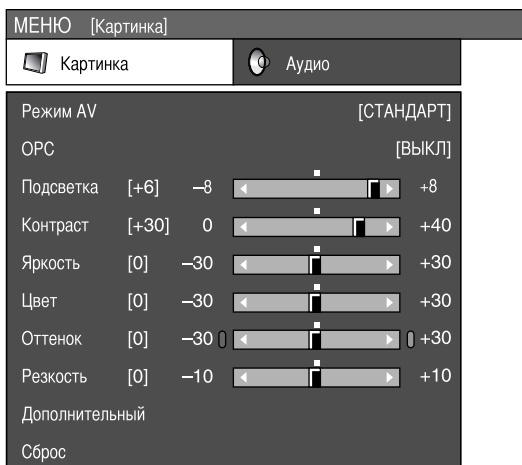 МЕНЮ [Картинка]
Картинка Аудио
Режим AV [СТАНДАРТ]
OPC [ВЫКЛ]
Подсветка [+6] –8 +8
Контраст [+30] 0 +40
Яркость [0] –30 +30
Цвет [0] –30 +30
Оттенок [0] –30 +30
Резкость [0] –10 +10
Дополнительный
Сброс